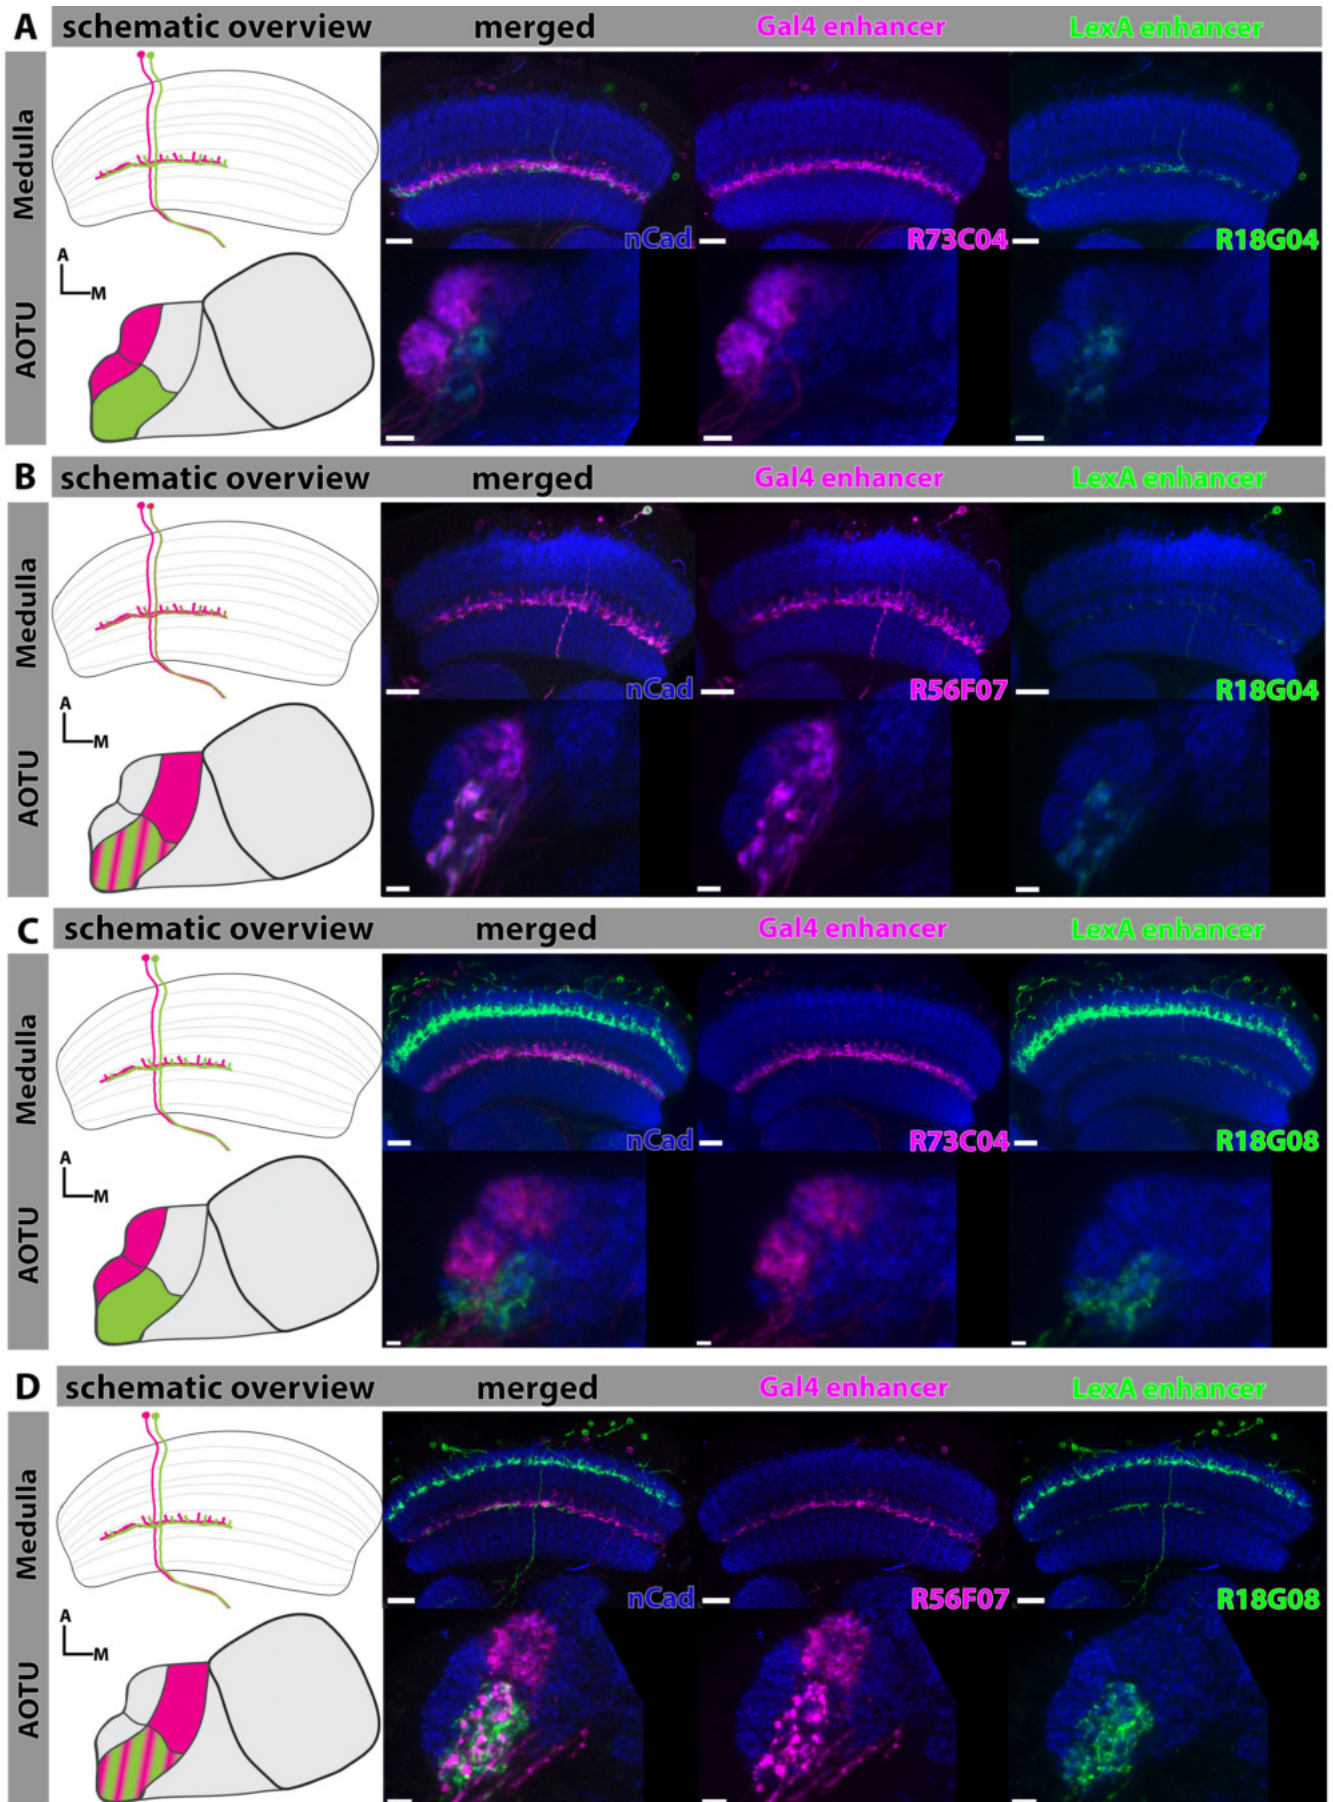 A schematic overview merged Gal4 enhancer LexA enhancer
Medulla
nCad R73C04 R18G04
A
M
AOTU
B schematic overview merged Gal4 enhancer LexA enhancer
Medulla
nCad R56F07 R18G04
A
M
AOTU
C schematic overview merged Gal4 enhancer LexA enhancer
Medulla
nCad R73C04 R18G08
A
M
AOTU
D schematic overview merged Gal4 enhancer LexA enhancer
Medulla
nCad R56F07 R18G08
A
M
AOTU